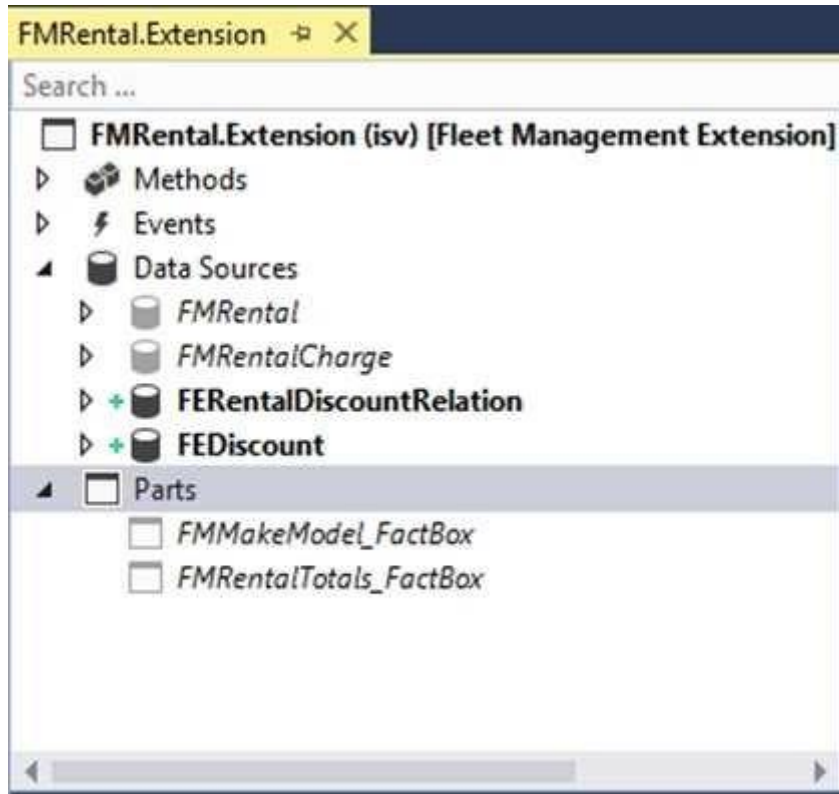 FMRental.Extension
Search ...
FMRental.Extension (isv) [Fleet Management Extension]
Methods
Events
Data Sources
FMRental
FMRentalCharge
FERentalDiscountRelation
FEDiscount
Parts
FMMakeModel_FactBox
FMRentalTotals_FactBox